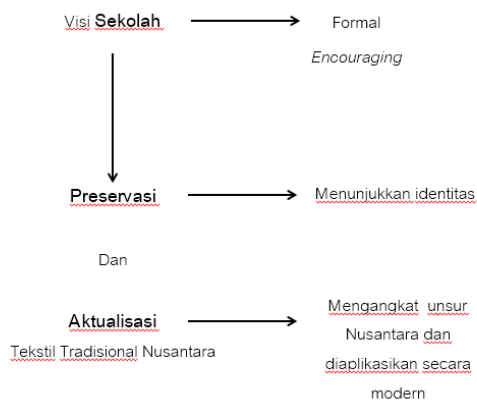 Visi Sekolah
Formal
Encouraging
Preservasi
Menunjukkan identitas
Dan
Aktualisasi
Tekstil Tradisional Nusantara
Mengangkat unsur
Nusantara dan
diaplikasikan secara
modern